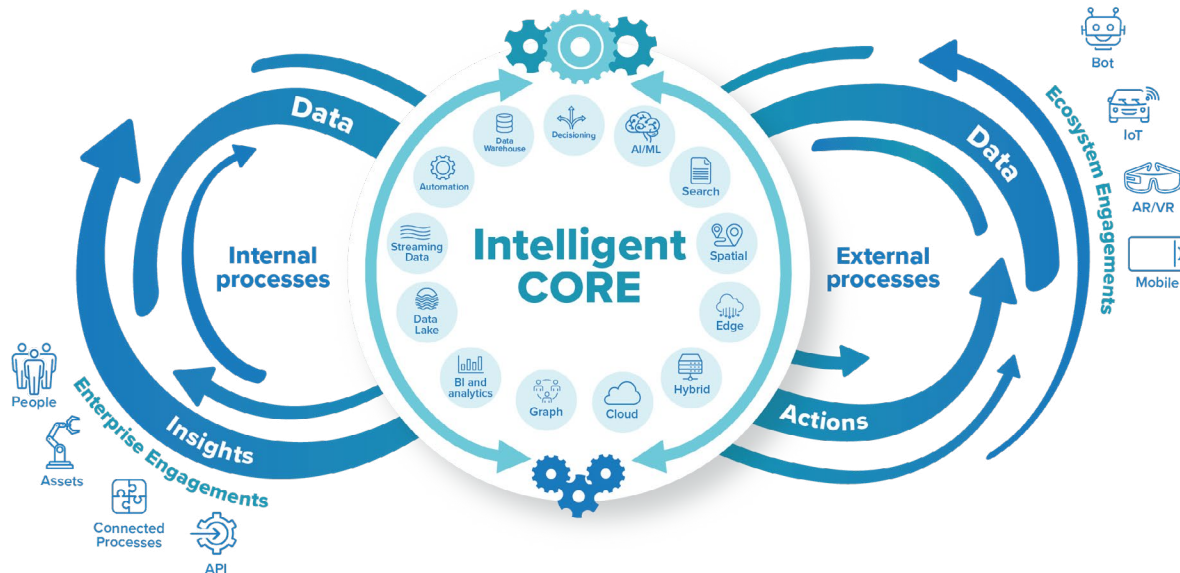 Bot
IoT
AR/VR
Mobile
Ecosystem Engagements
Data
Data
Data
Warehouse
Decisioning
AI/ML
Automation
Search
Streaming
Data
Spatial
Intelligent
CORE
Internal
processes
External
processes
Data
Lake
Edge
BI and
analytics
Hybrid
Graph
Cloud
Insights
Actions
Enterprise Engagements
People
Assets
Connected
Processes
API